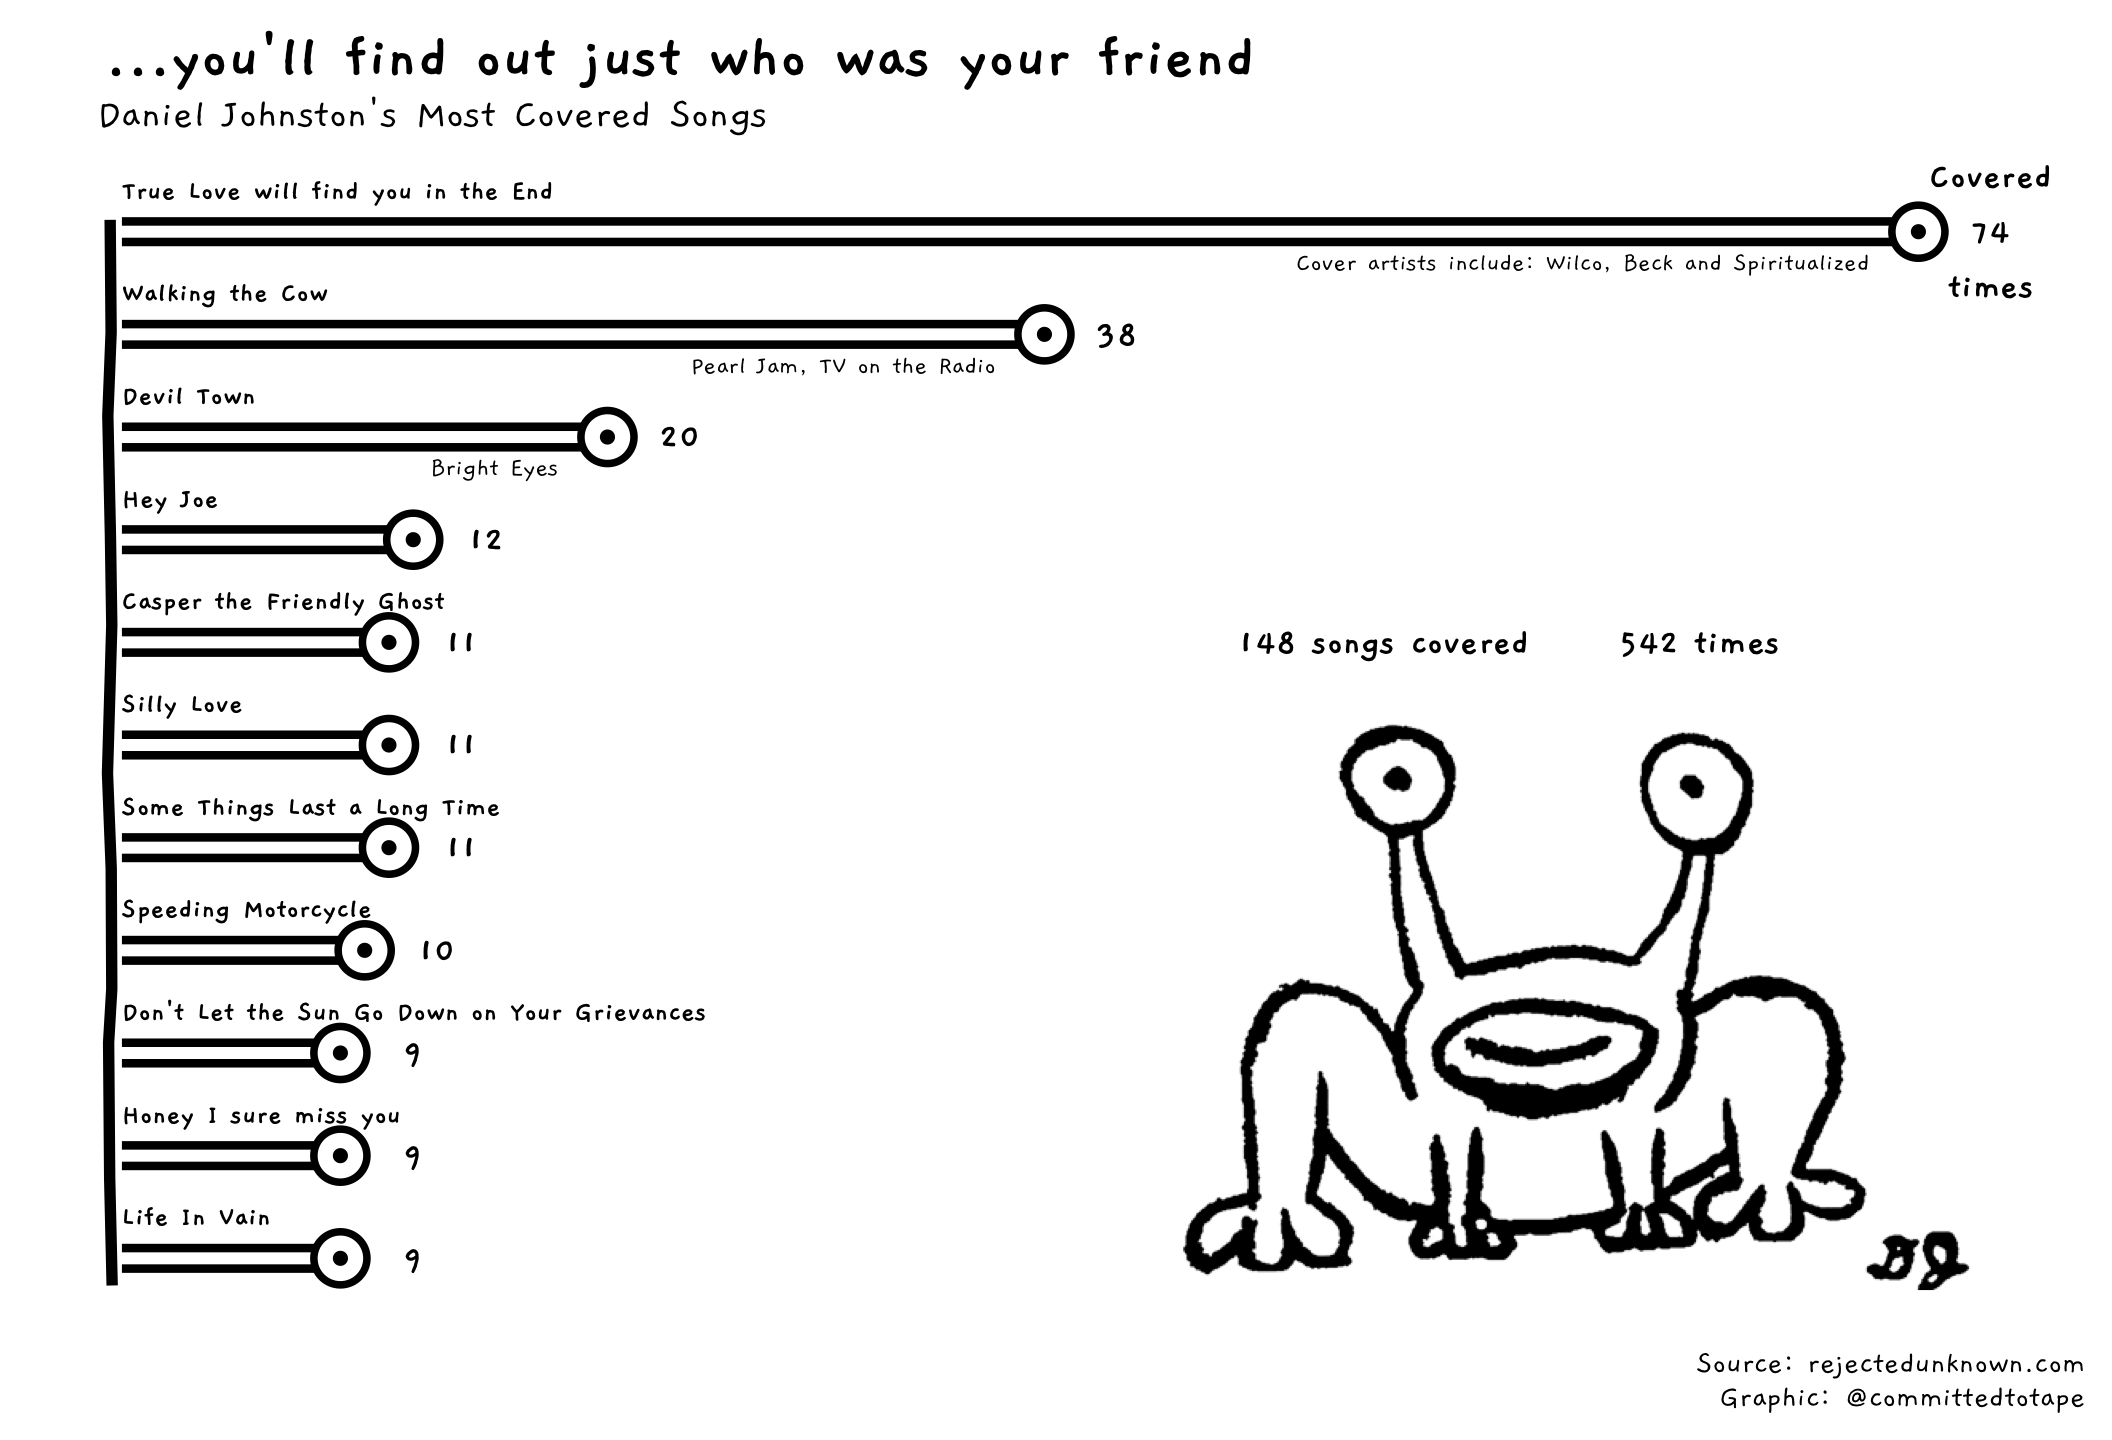 ...you'll find out just who was your friend
Daniel Johnston's Most Covered Songs
Covered
True Love will find you in the End
74
Cover artists include: Wilco, Beck and Spiritualized
times
Walking the Cow
38
Pearl Jam, TV on the Radio
Devil Town
20
Bright Eyes
Hey Joe
12
Casper the Friendly Ghost
11
148 songs covered 542 times
Silly Love
11
Some Things Last a Long Time
11
Speeding Motorcycle
10
Don't Let the Sun Go Down on Your Grievances
9
Honey I sure miss you
9
Life In Vain
9
DJ
Source: rejectedunknown.com
Graphic: @committedtotape